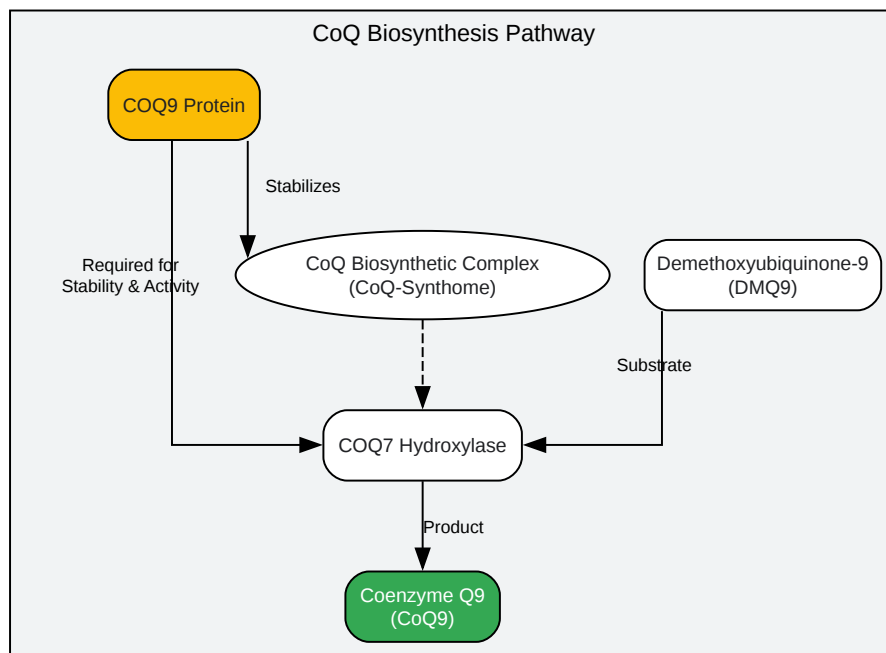 CoQ Biosynthesis Pathway
COQ9 Protein
Stabilizes
Required for
Stability & Activity
CoQ Biosynthetic Complex
(CoQ-Synthome)
Demethoxyubiquinone-9
(DMQ9)
Substrate
COQ7 Hydroxylase
Product
Coenzyme Q9
(CoQ9)